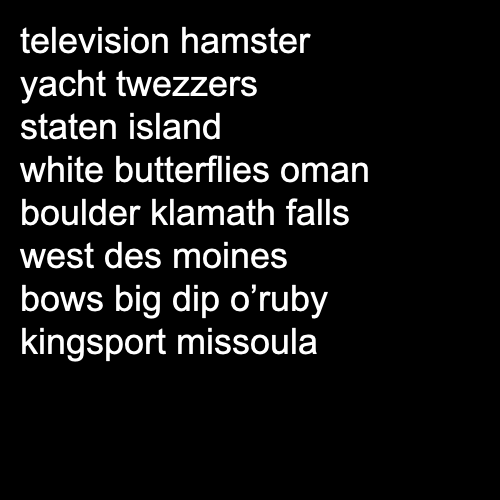 television hamster
yacht twezzers
staten island
white butterflies oman
boulder klamath falls
west des moines
bows big dip o’ruby
kingsport missoula